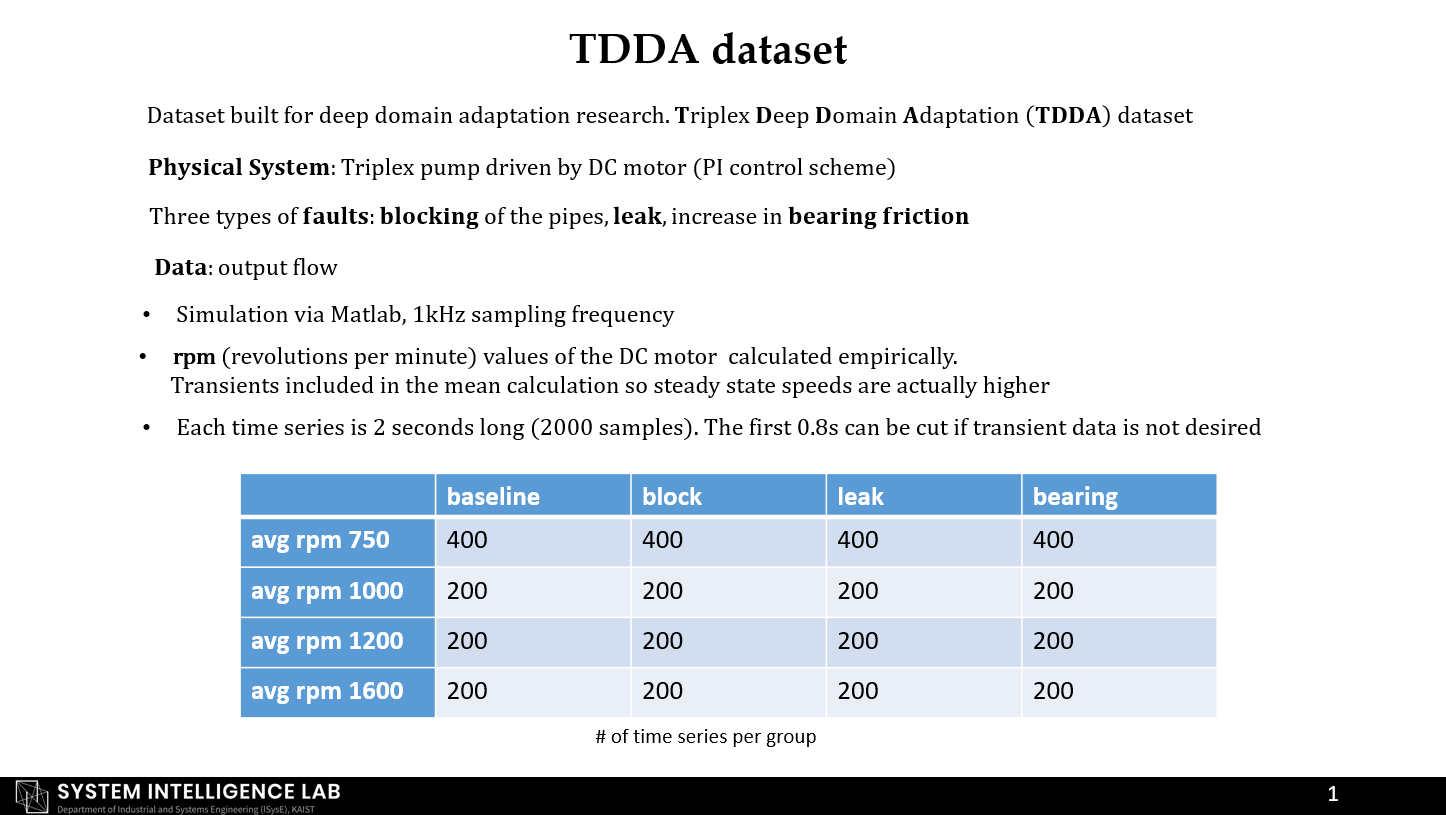 TDDA dataset
Dataset built for deep domain adaptation research. Triplex Deep Domain Adaptation (TDDA) dataset
Physical System: Triplex pump driven by DC motor (PI control scheme)
Three types of faults: blocking of the pipes, leak, increase in bearing friction
Data: output flow
• Simulation via Matlab, 1kHz sampling frequency
• rpm (revolutions per minute) values of the DC motor calculated empirically.
Transients included in the mean calculation so steady state speeds are actually higher
• Each time series is 2 seconds long (2000 samples). The first 0.8s can be cut if transient data is not desired
baseline block leak bearing
avg rpm 750 400 400 400 400
avg rpm 1000 200 200 200 200
avg rpm 1200 200 200 200 200
avg rpm 1600 200 200 200 200
# of time series per group
SYSTEM INTELLIGENCE LAB
Department of Industrial and Systems Engineering (ISysE), KAIST
1